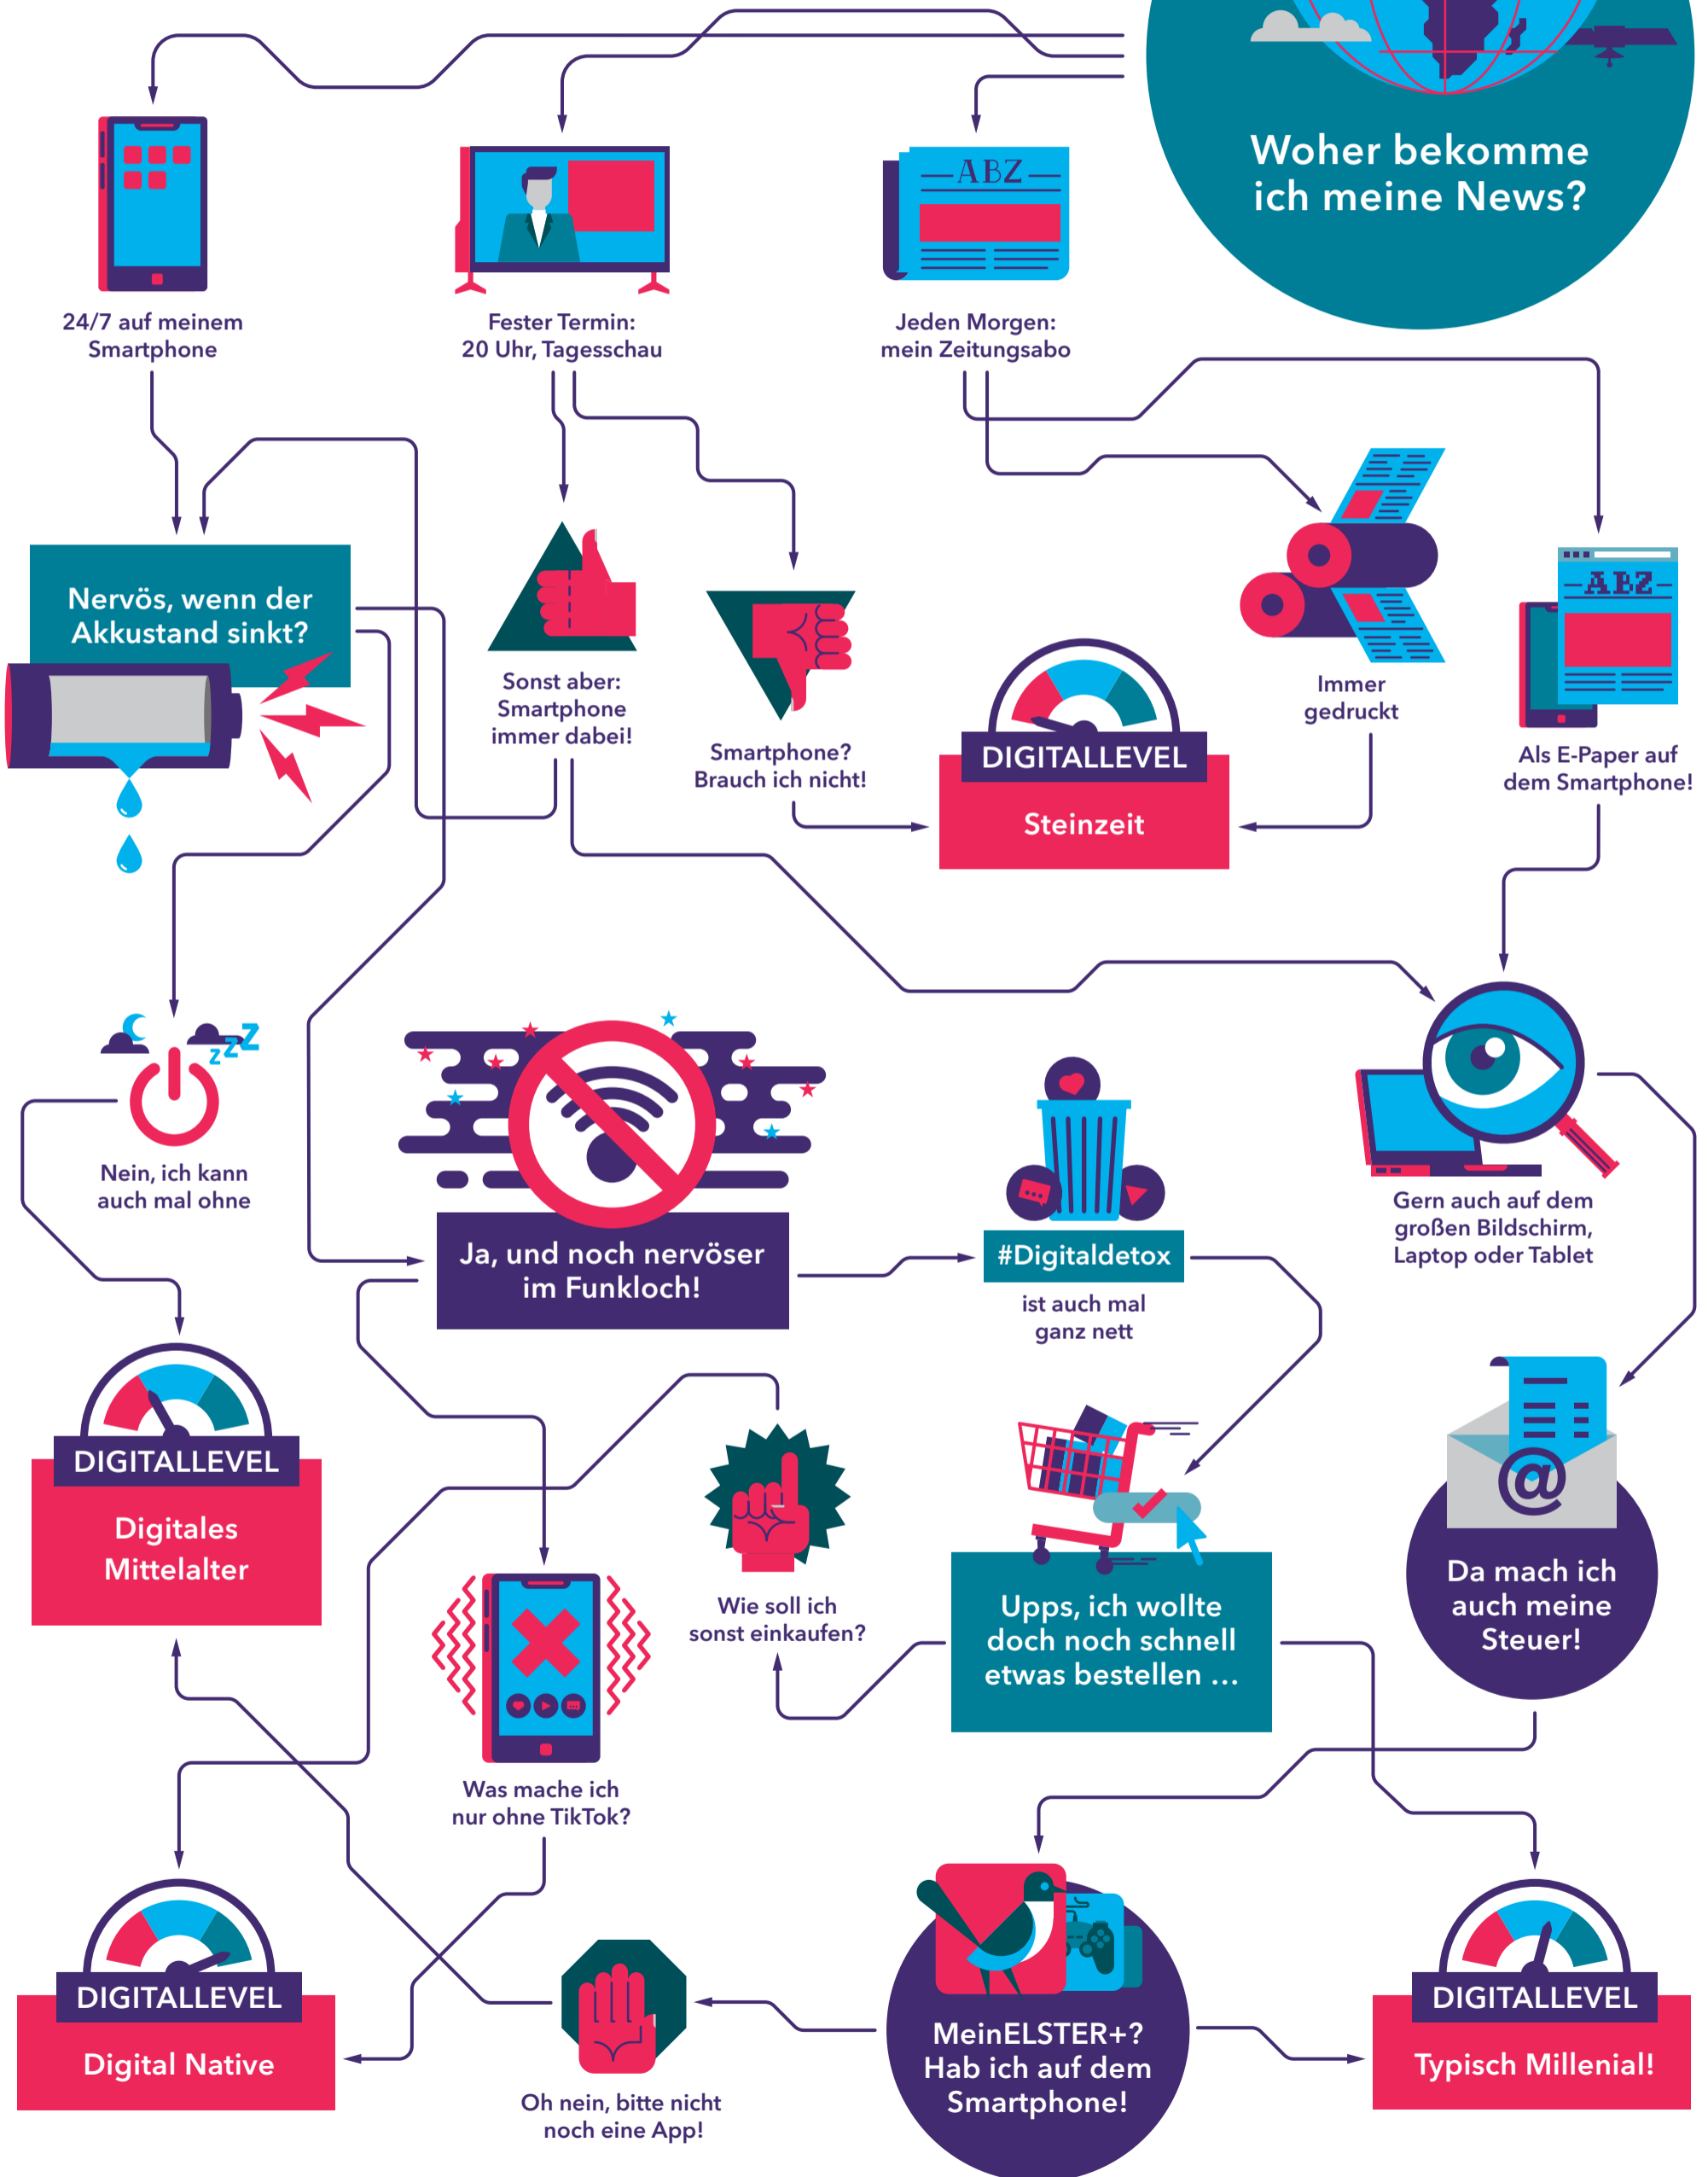 Woher bekomme
ich meine News?
ABZ
24/7 auf meinem
Smartphone
Fester Termin:
20 Uhr, Tagesschau
Jeden Morgen:
mein Zeitungsabo
Nervös, wenn der
Akkustand sinkt?
ABZ
Sonst aber:
Smartphone
immer dabei!
Smartphone?
Brauch ich nicht!
Immer
gedruckt
Als E-Paper auf
dem Smartphone!
DIGITALLEVEL
Steinzeit
zzZ
Nein, ich kann
auch mal ohne
Ja, und noch nervöser
im Funkloch!
#Digitaldetox
ist auch mal
ganz nett
Gern auch auf dem
großen Bildschirm,
Laptop oder Tablet
DIGITALLEVEL
Digitales
Mittelalter
Wie soll ich
sonst einkaufen?
Upps, ich wollte
doch noch schnell
etwas bestellen ...
@
Da mach ich
auch meine
Steuer!
Was mache ich
nur ohne TikTok?
DIGITALLEVEL
Digital Native
Oh nein, bitte nicht
noch eine App!
MeinELSTER+?
Hab ich auf dem
Smartphone!
DIGITALLEVEL
Typisch Millenial!